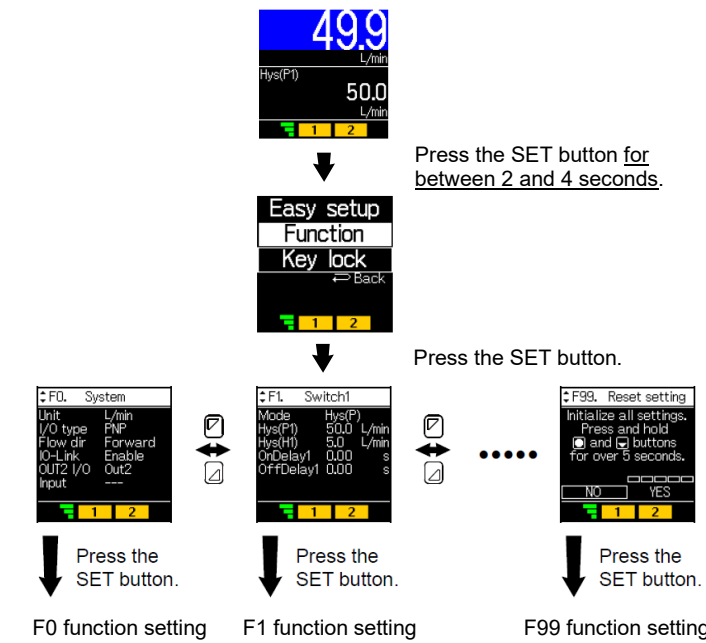 49.9
L/min
Hys(P1)
50.0
L/min
1 2
Press the SET button for
between 2 and 4 seconds.
Easy setup
Function
Key lock
Back
1 2
Press the SET button.
F0. System
Unit L/min
I/O type PNP
Flow dir Forward
IO-Link Enable
OUT2 I/O Out2
Input ---
1 2
F1. Switch1
Mode Hys(P)
Hys(P1) 50.0 L/min
Hys(H1) 5.0 L/min
OnDelay1 0.00 s
OffDelay1 0.00 s
1 2
F99. Reset setting
Initialize all settings.
Press and hold
and buttons
for over 5 seconds.
NO YES
1 2
Press the
SET button.
Press the
SET button.
Press the
SET button.
F0 function setting
F1 function setting
F99 function setting